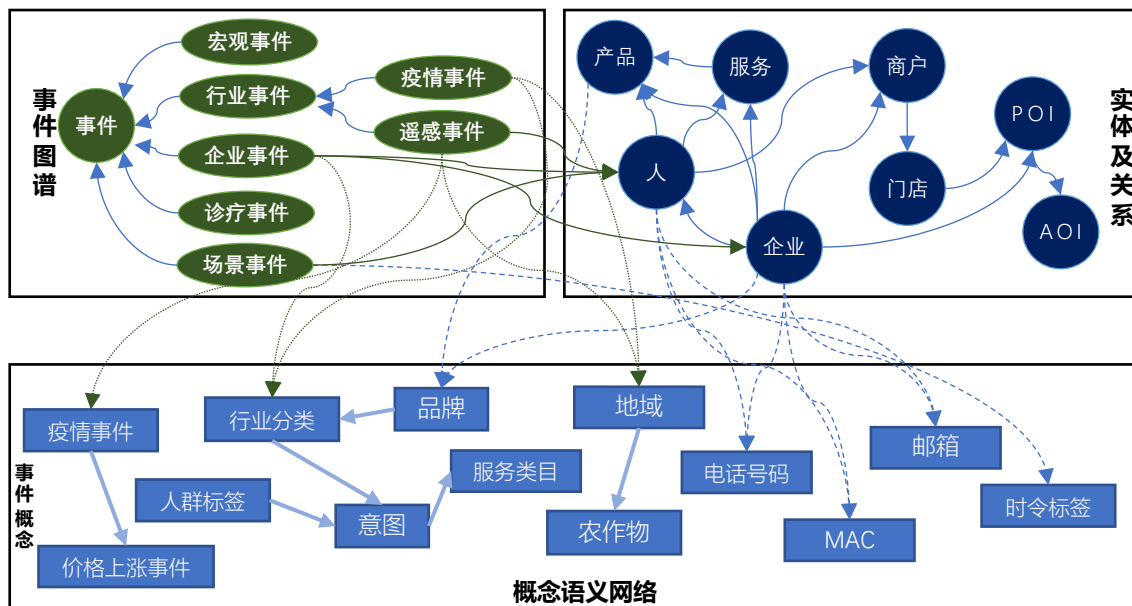 事件图谱
宏观事件
行业事件
疫情事件
事件
遥感事件
企业事件
诊疗事件
场景事件
产品
服务
商户
POI
人
门店
企业
AOI
实体及关系
事件概念
疫情事件
行业分类
品牌
地域
邮箱
电话号码
服务类目
人群标签
意图
农作物
MAC
时令标签
价格上涨事件
概念语义网络